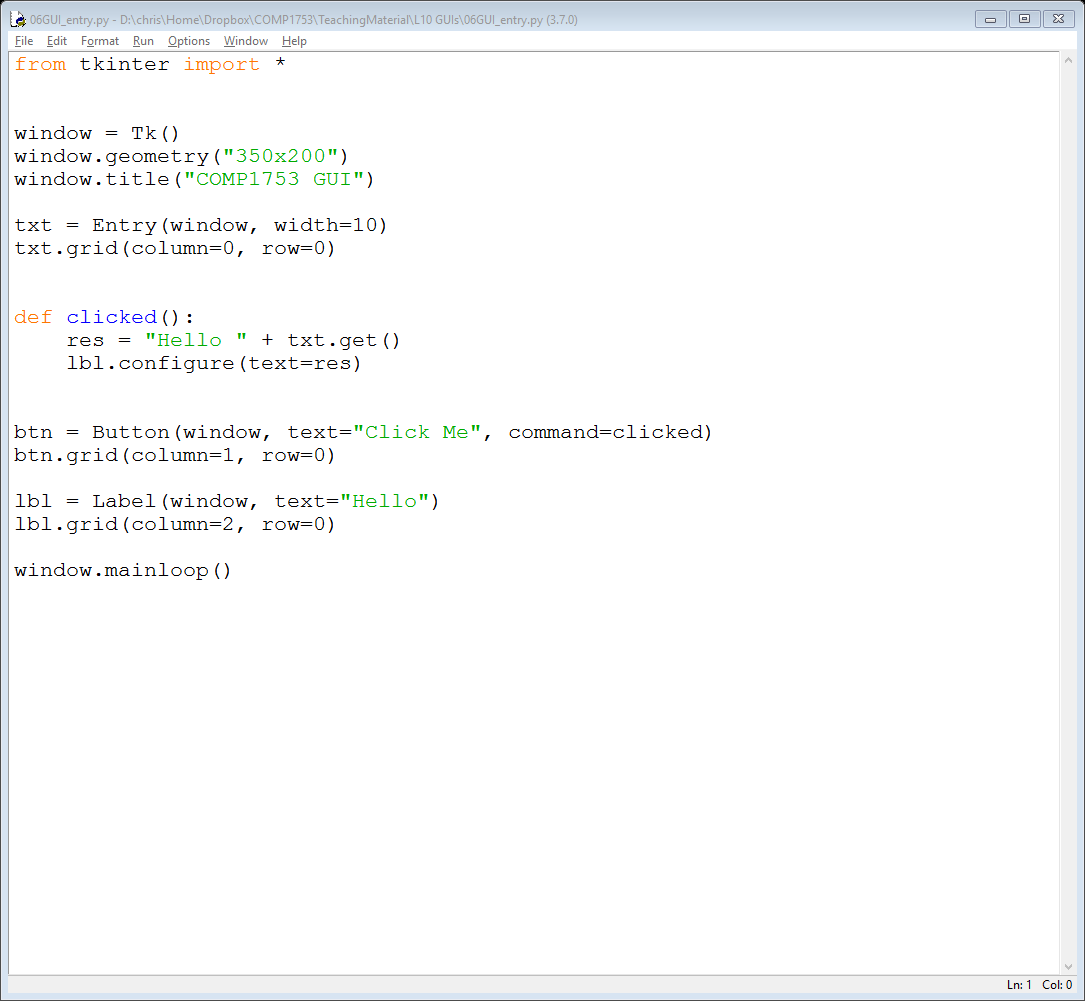 06GUI_entry.py - D:\chris\Home\Dropbox\COMP1753\TeachingMaterial\L10 GUIs\06GUI_entry.py (3.7.0)
File Edit Format Run Options Window Help
from tkinter import *
window = Tk()
window.geometry("350x200")
window.title("COMP1753 GUI")
txt = Entry(window, width=10)
txt.grid(column=0, row=0)
def clicked():
    res = "Hello " + txt.get()
    lbl.configure(text=res)
btn = Button(window, text="Click Me", command=clicked)
btn.grid(column=1, row=0)
lbl = Label(window, text="Hello")
lbl.grid(column=2, row=0)
window.mainloop()
Ln: 1 Col: 0